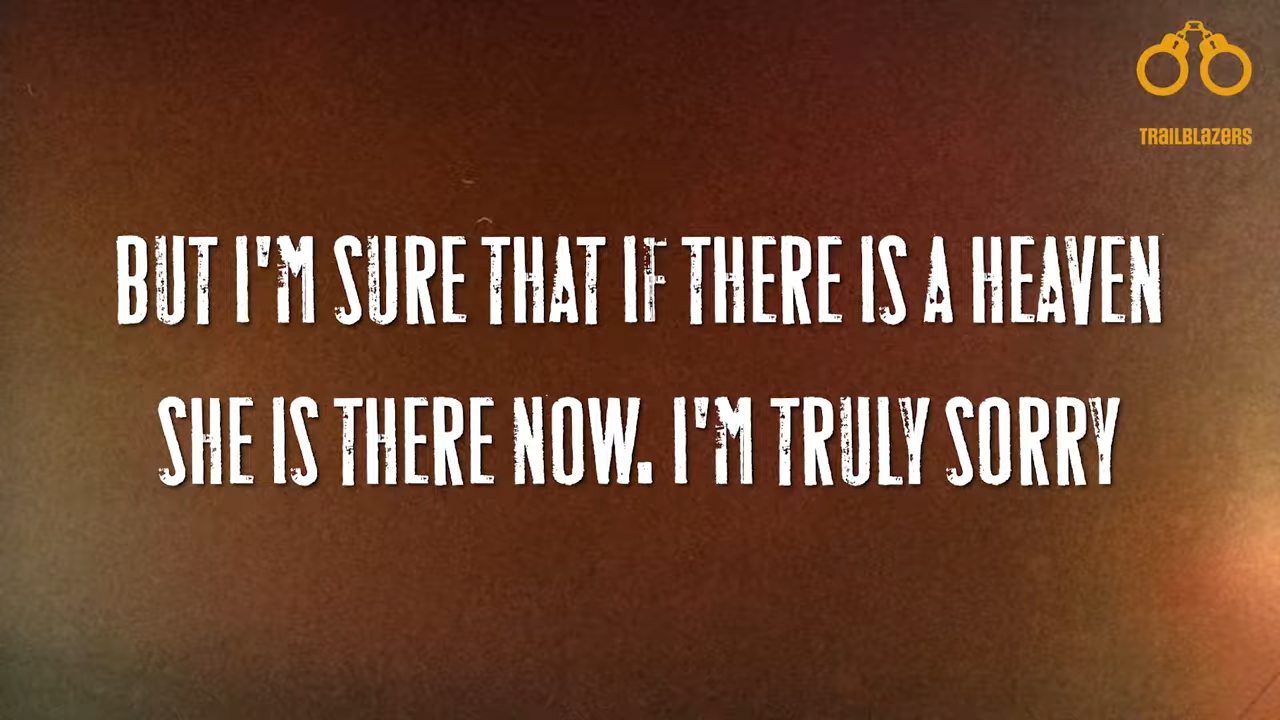 TRAILBLAZERS
BUT I'M SURE THAT IF THERE IS A HEAVEN
SHE IS THERE NOW. I'M TRULY SORRY